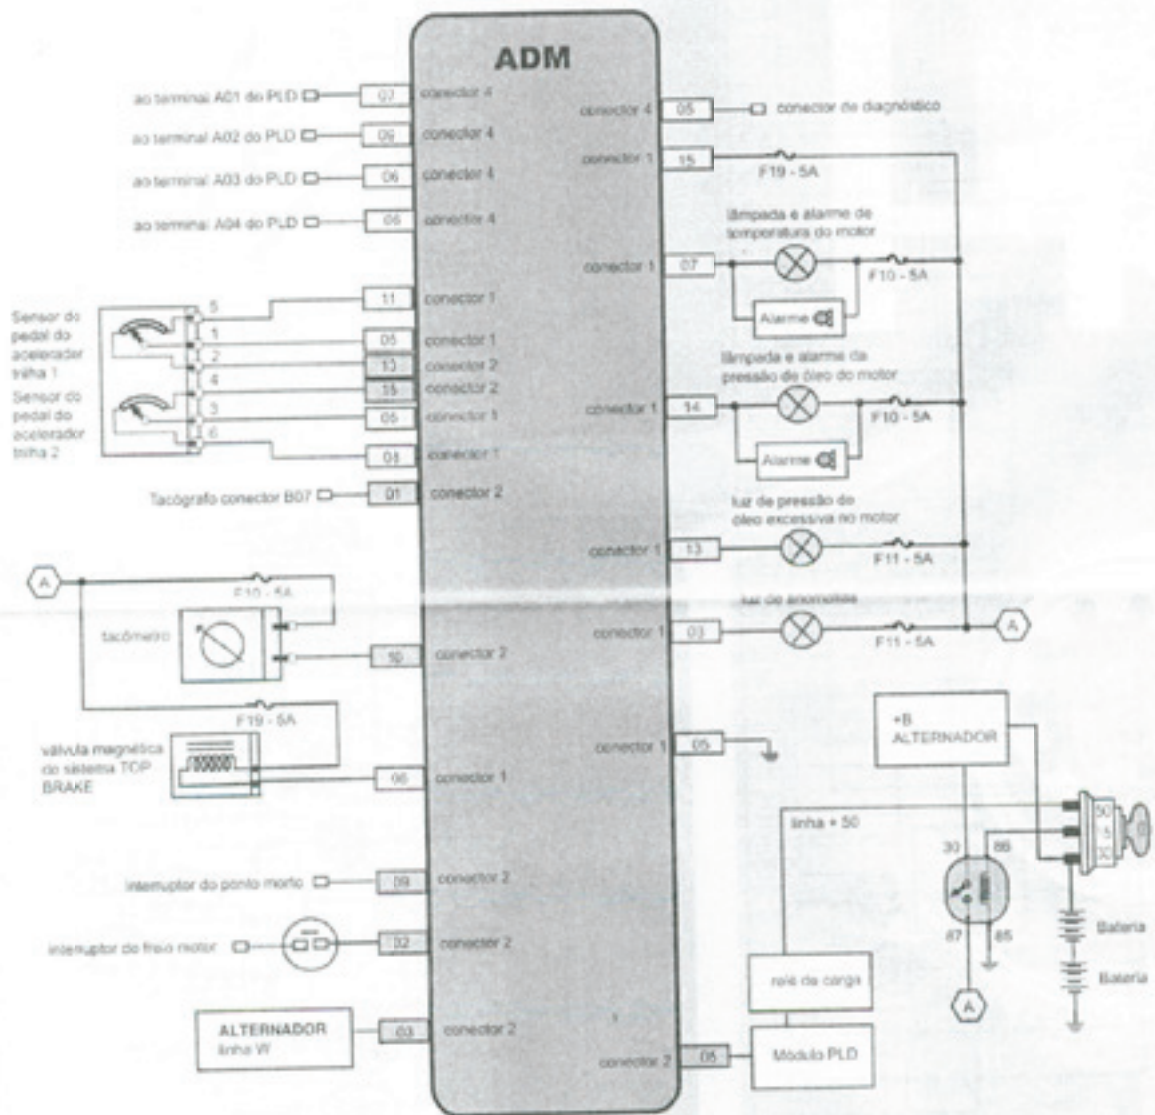 ADM
ao terminal A01 do PLD
07
conector 4
ao terminal A02 do PLD
09
conector 4
ao terminal A03 do PLD
06
conector 4
ao terminal A04 do PLD
conector 4
conector 4
05
conector de diagnóstico
conector 1
15
F19 - 5A
lâmpada e alarme de
temperatura do motor
conector 1
07
F10 - 5A
Alarme
lâmpada e alarme da
pressão de óleo do motor
conector 1
14
F10 - 5A
Alarme
luz de pressão de
óleo excessiva no motor
conector 1
13
F11 - 5A
luz de anomalias
conector 1
03
F11 - 5A
A
Sensor do
pedal do
acelerador
trilha 1
Sensor do
pedal do
acelerador
trilha 2
5
1
2
4
3
6
11
conector 1
conector 1
13
conector 2
15
conector 2
conector 1
08
conector 1
Tacógrafo conector B07
01
conector 2
A
F10 - 5A
tacômetro
10
conector 2
F19 - 5A
válvula magnética
do sistema TOP
BRAKE
conector 1
conector 1
05
+B
ALTERNADOR
linha + 50
50
15
30
30
86
87
85
Bateria
Bateria
A
interruptor do ponto morto
09
conector 2
interruptor do freio motor
02
conector 2
ALTERNADOR
linha W
03
conector 2
relé de carga
conector 2
Módulo PLD